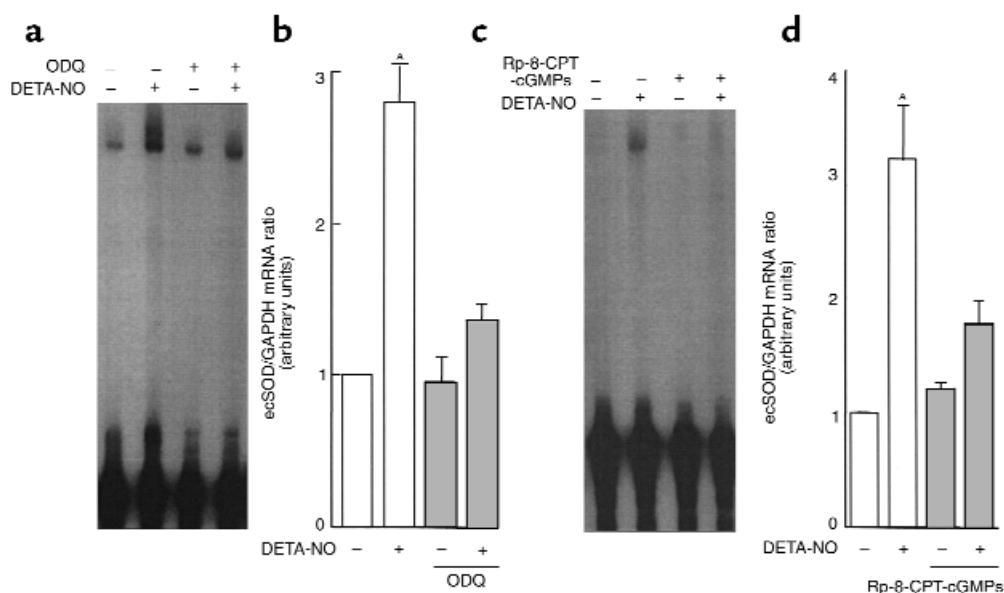 a
ODQ – – + +
DETA-NO – + – +
b
ecSOD/GAPDH mRNA ratio
(arbitrary units)
3
2
1
0
A
DETA-NO – + – +
ODQ
c
Rp-8-CPT
-cGMPs – – + +
DETA-NO – + – +
d
ecSOD/GAPDH mRNA ratio
(arbitrary units)
4
3
2
1
0
A
DETA-NO – + – +
Rp-8-CPT-cGMPs